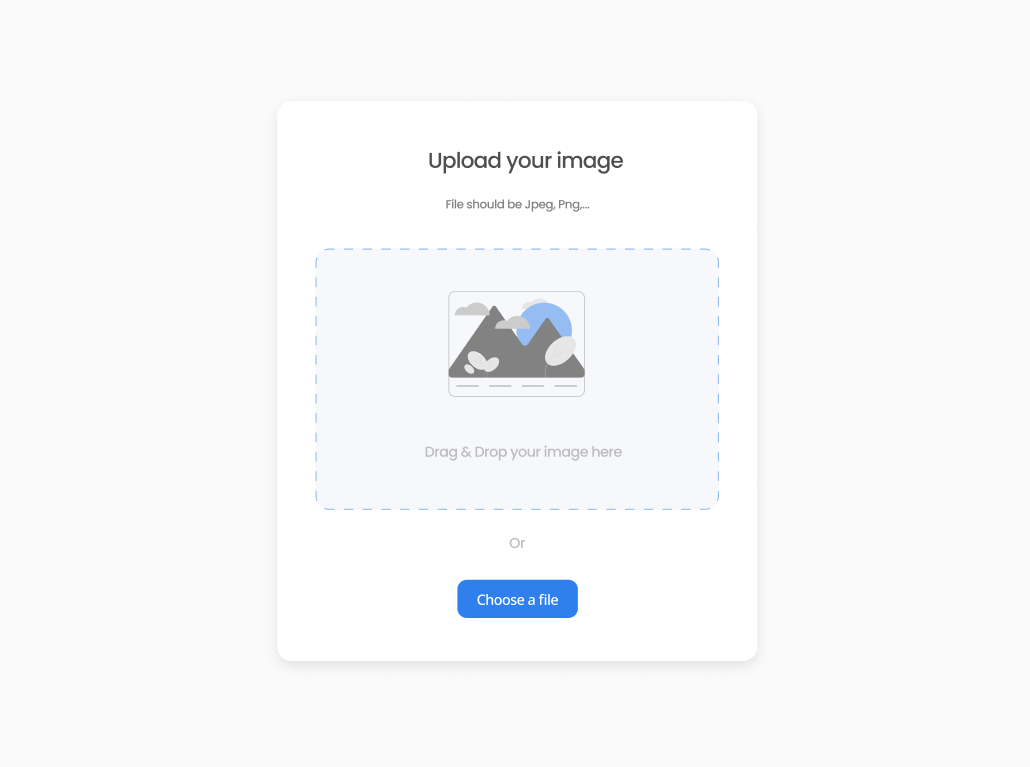 Upload your image
File should be Jpeg, Png,...
Drag & Drop your image here
Or
Choose a file